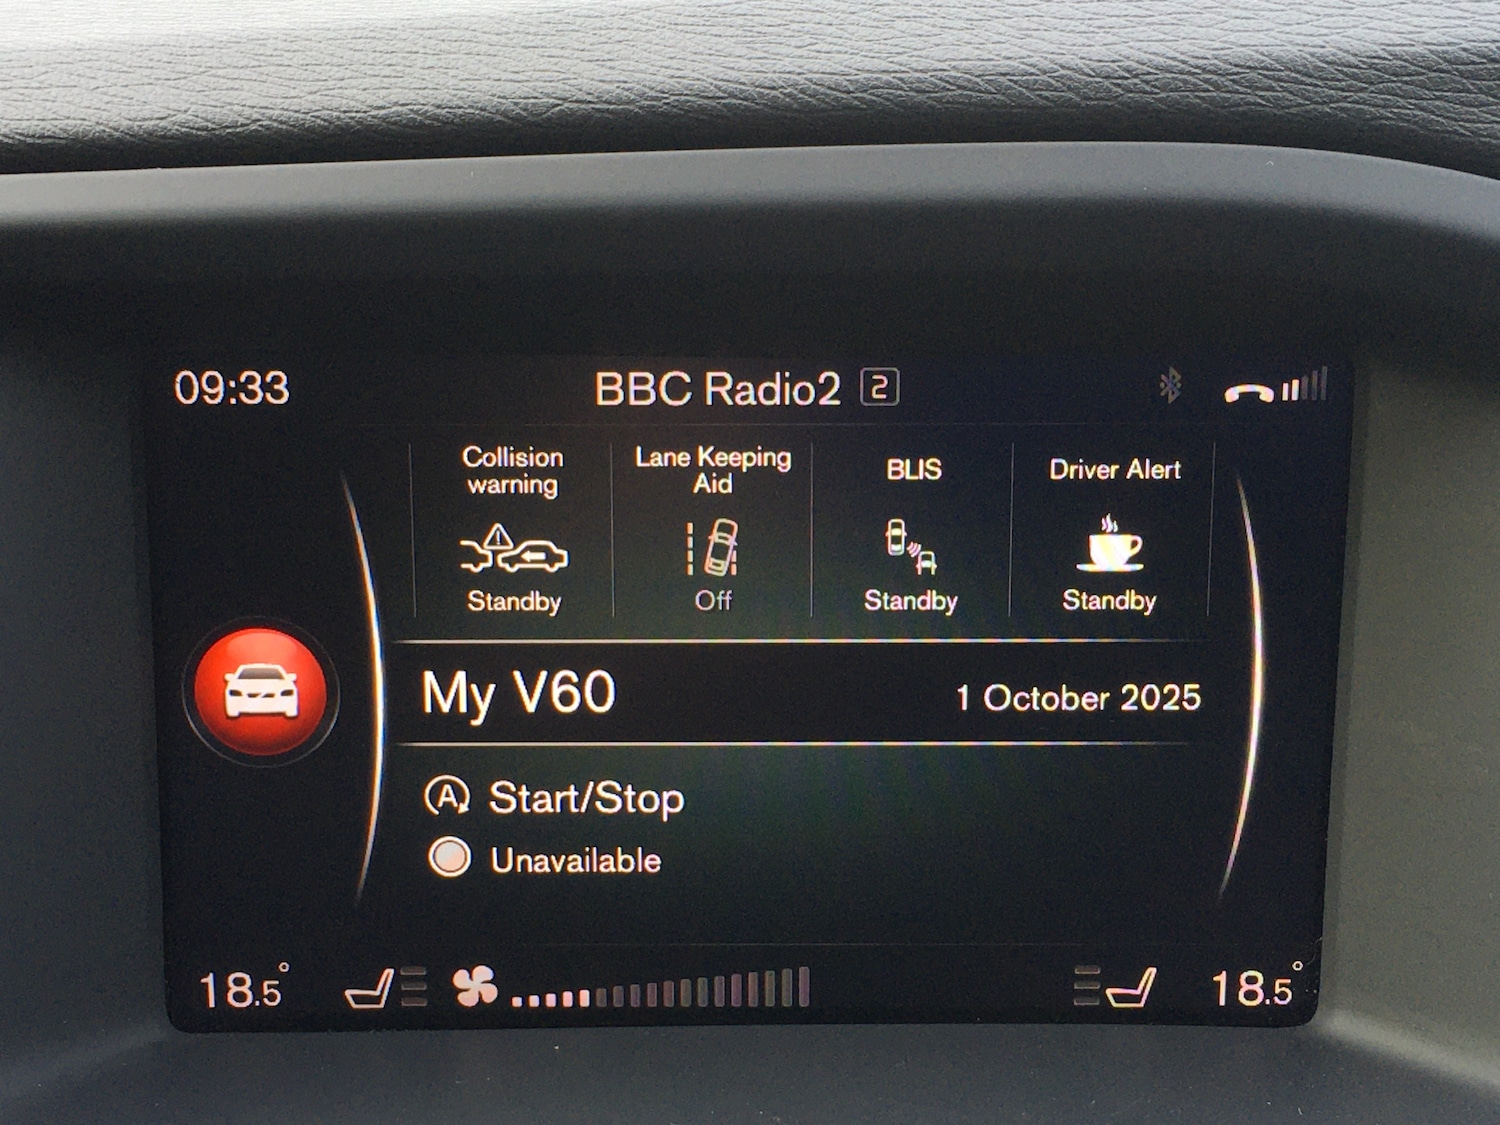 09:33 BBC Radio2 2
Collision warning
Lane Keeping Aid
BLIS
Driver Alert
Standby Off Standby Standby
My V60 1 October 2025
A Start/Stop
Unavailable
18.5° 18.5°